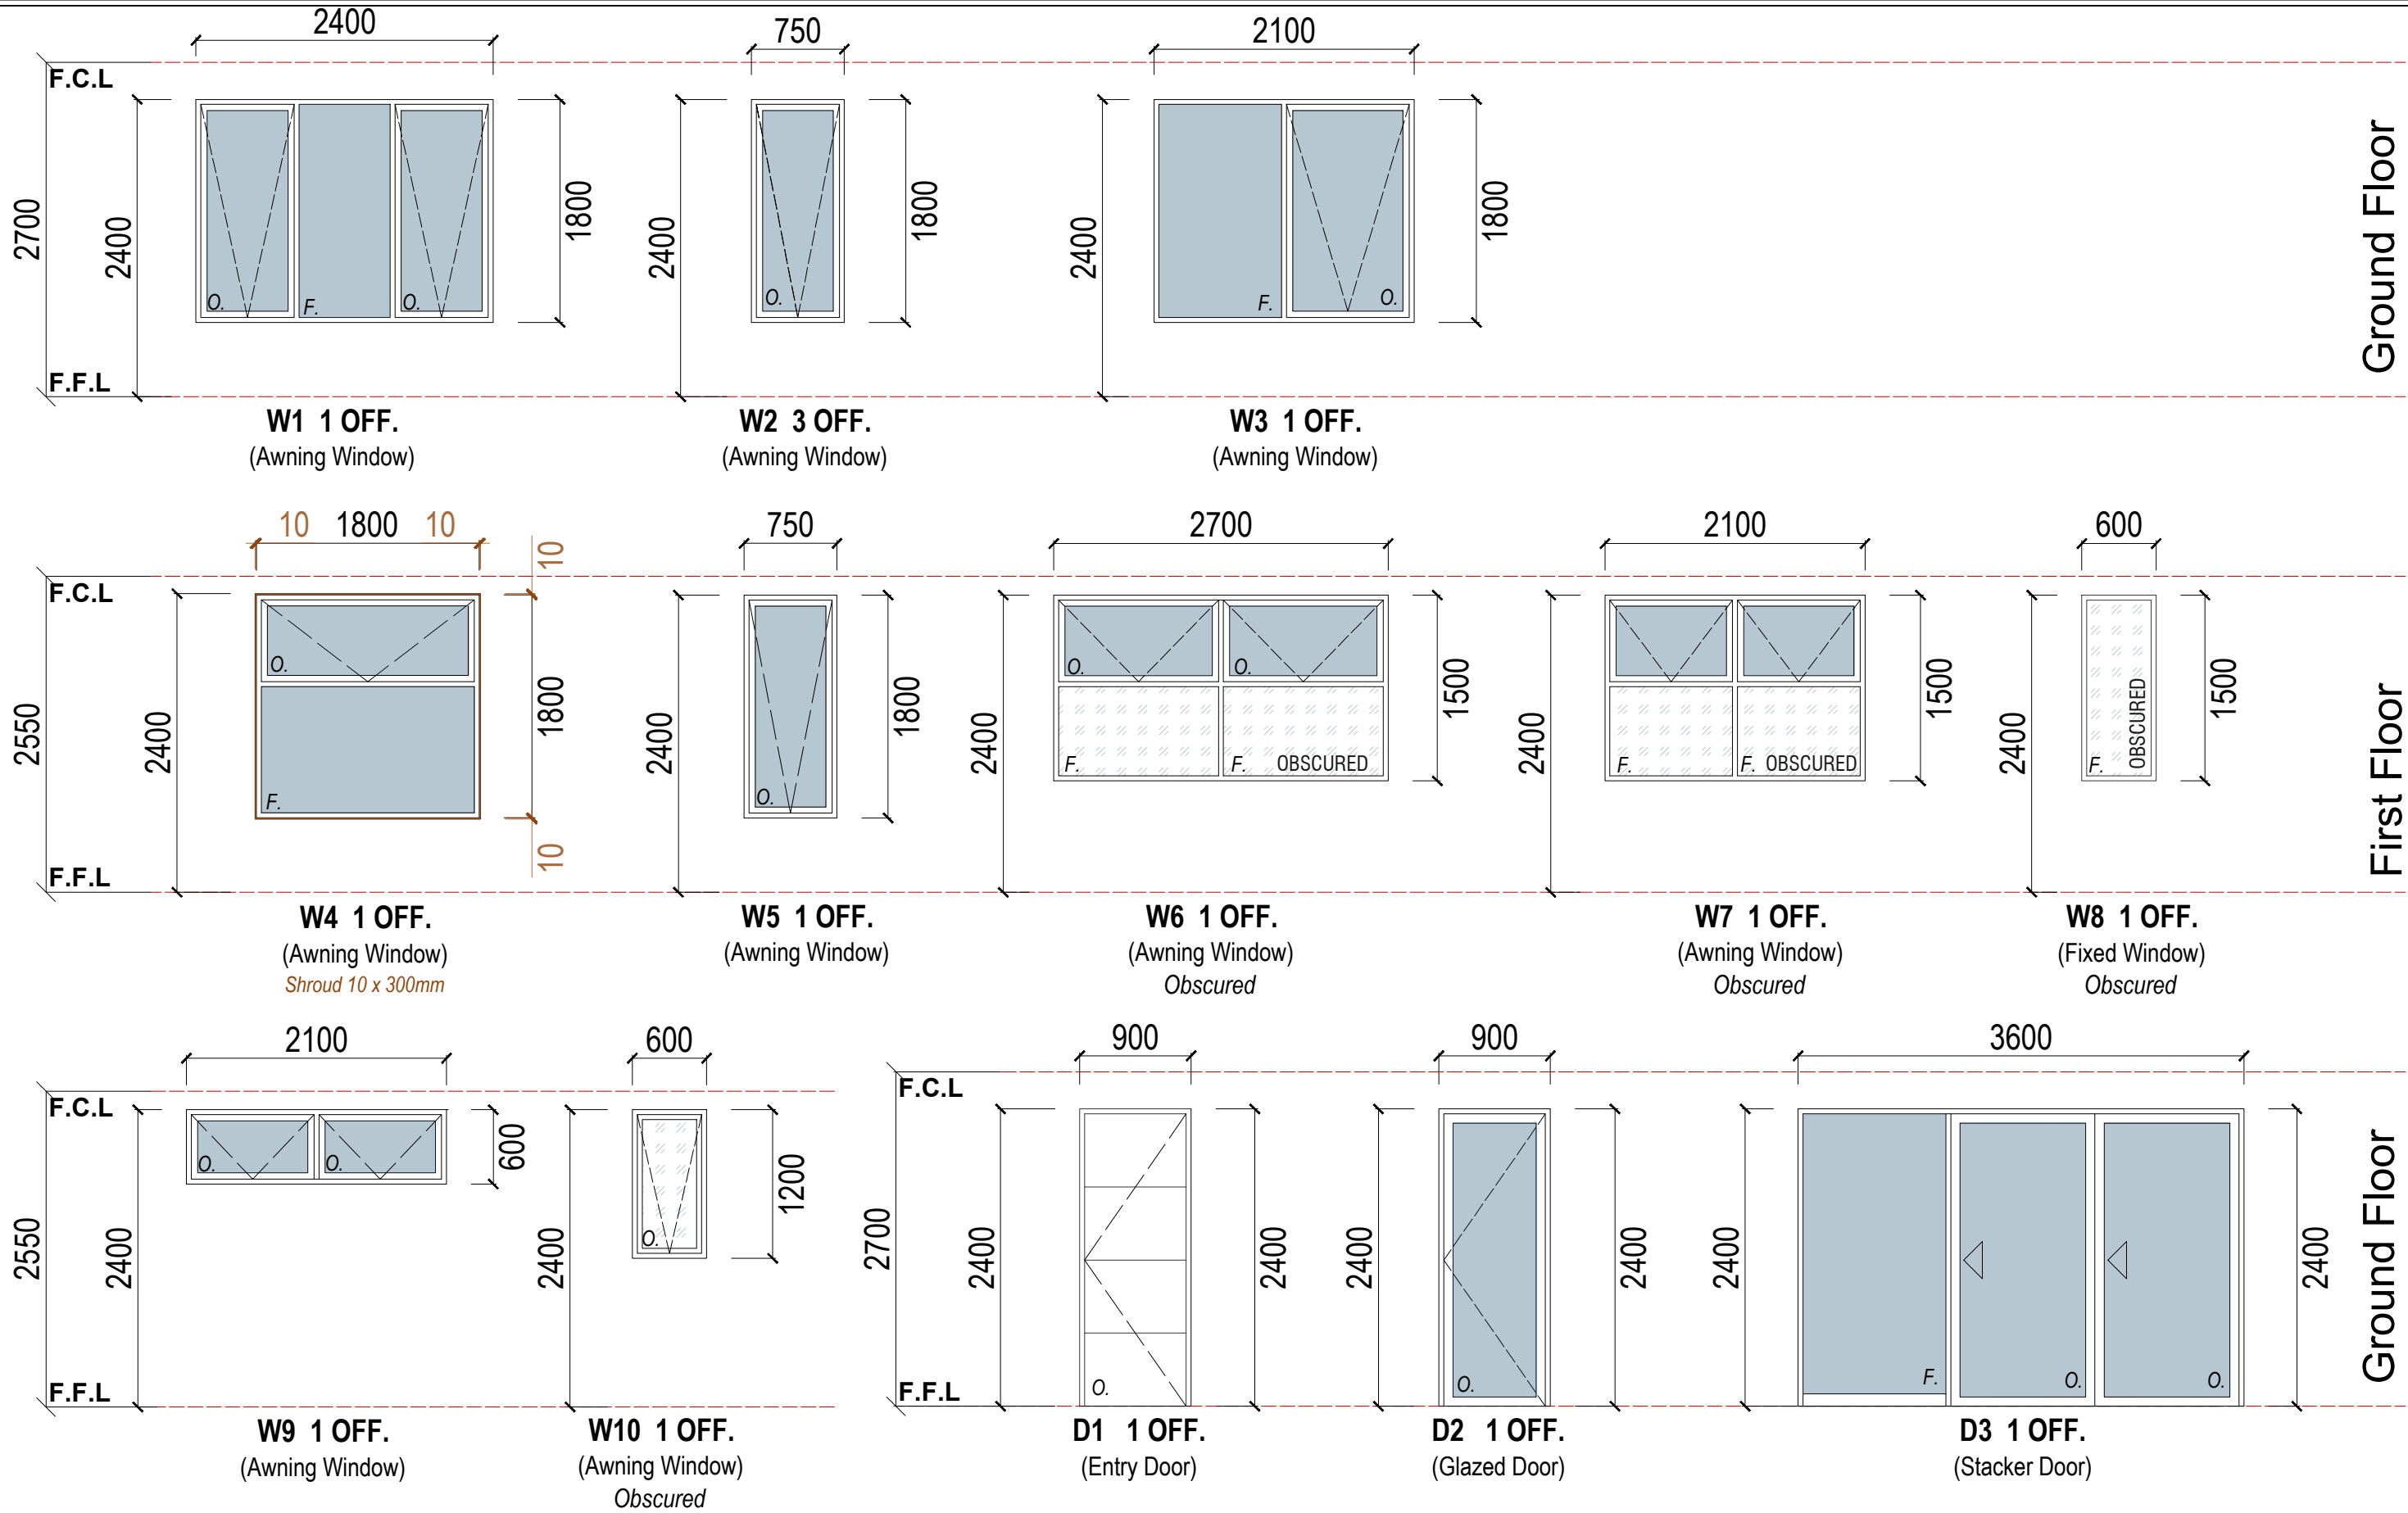 2400
750
2100
F.C.L
2700
2400
1800
2400
1800
2400
1800
O.
F.
O.
O.
F.
O.
F.F.L
Ground Floor
W1 1 OFF.
(Awning Window)
W2 3 OFF.
(Awning Window)
W3 1 OFF.
(Awning Window)
10 1800 10
10
750
2700
2100
600
F.C.L
2550
2400
O.
F.
1800
10
2400
O.
1800
2400
O.
O.
F.
F. OBSCURED
1500
2400
F.
F. OBSCURED
1500
2400
F.
OBSCURED
1500
F.F.L
First Floor
W4 1 OFF.
(Awning Window)
Shroud 10 x 300mm
W5 1 OFF.
(Awning Window)
W6 1 OFF.
(Awning Window)
Obscured
W7 1 OFF.
(Awning Window)
Obscured
W8 1 OFF.
(Fixed Window)
Obscured
2100
600
F.C.L
2550
2400
O.
O.
600
2400
O.
1200
F.F.L
W9 1 OFF.
(Awning Window)
W10 1 OFF.
(Awning Window)
Obscured
900
900
3600
F.C.L
2700
2400
O.
2400
2400
O.
2400
2400
F.
O.
O.
2400
F.F.L
Ground Floor
D1 1 OFF.
(Entry Door)
D2 1 OFF.
(Glazed Door)
D3 1 OFF.
(Stacker Door)